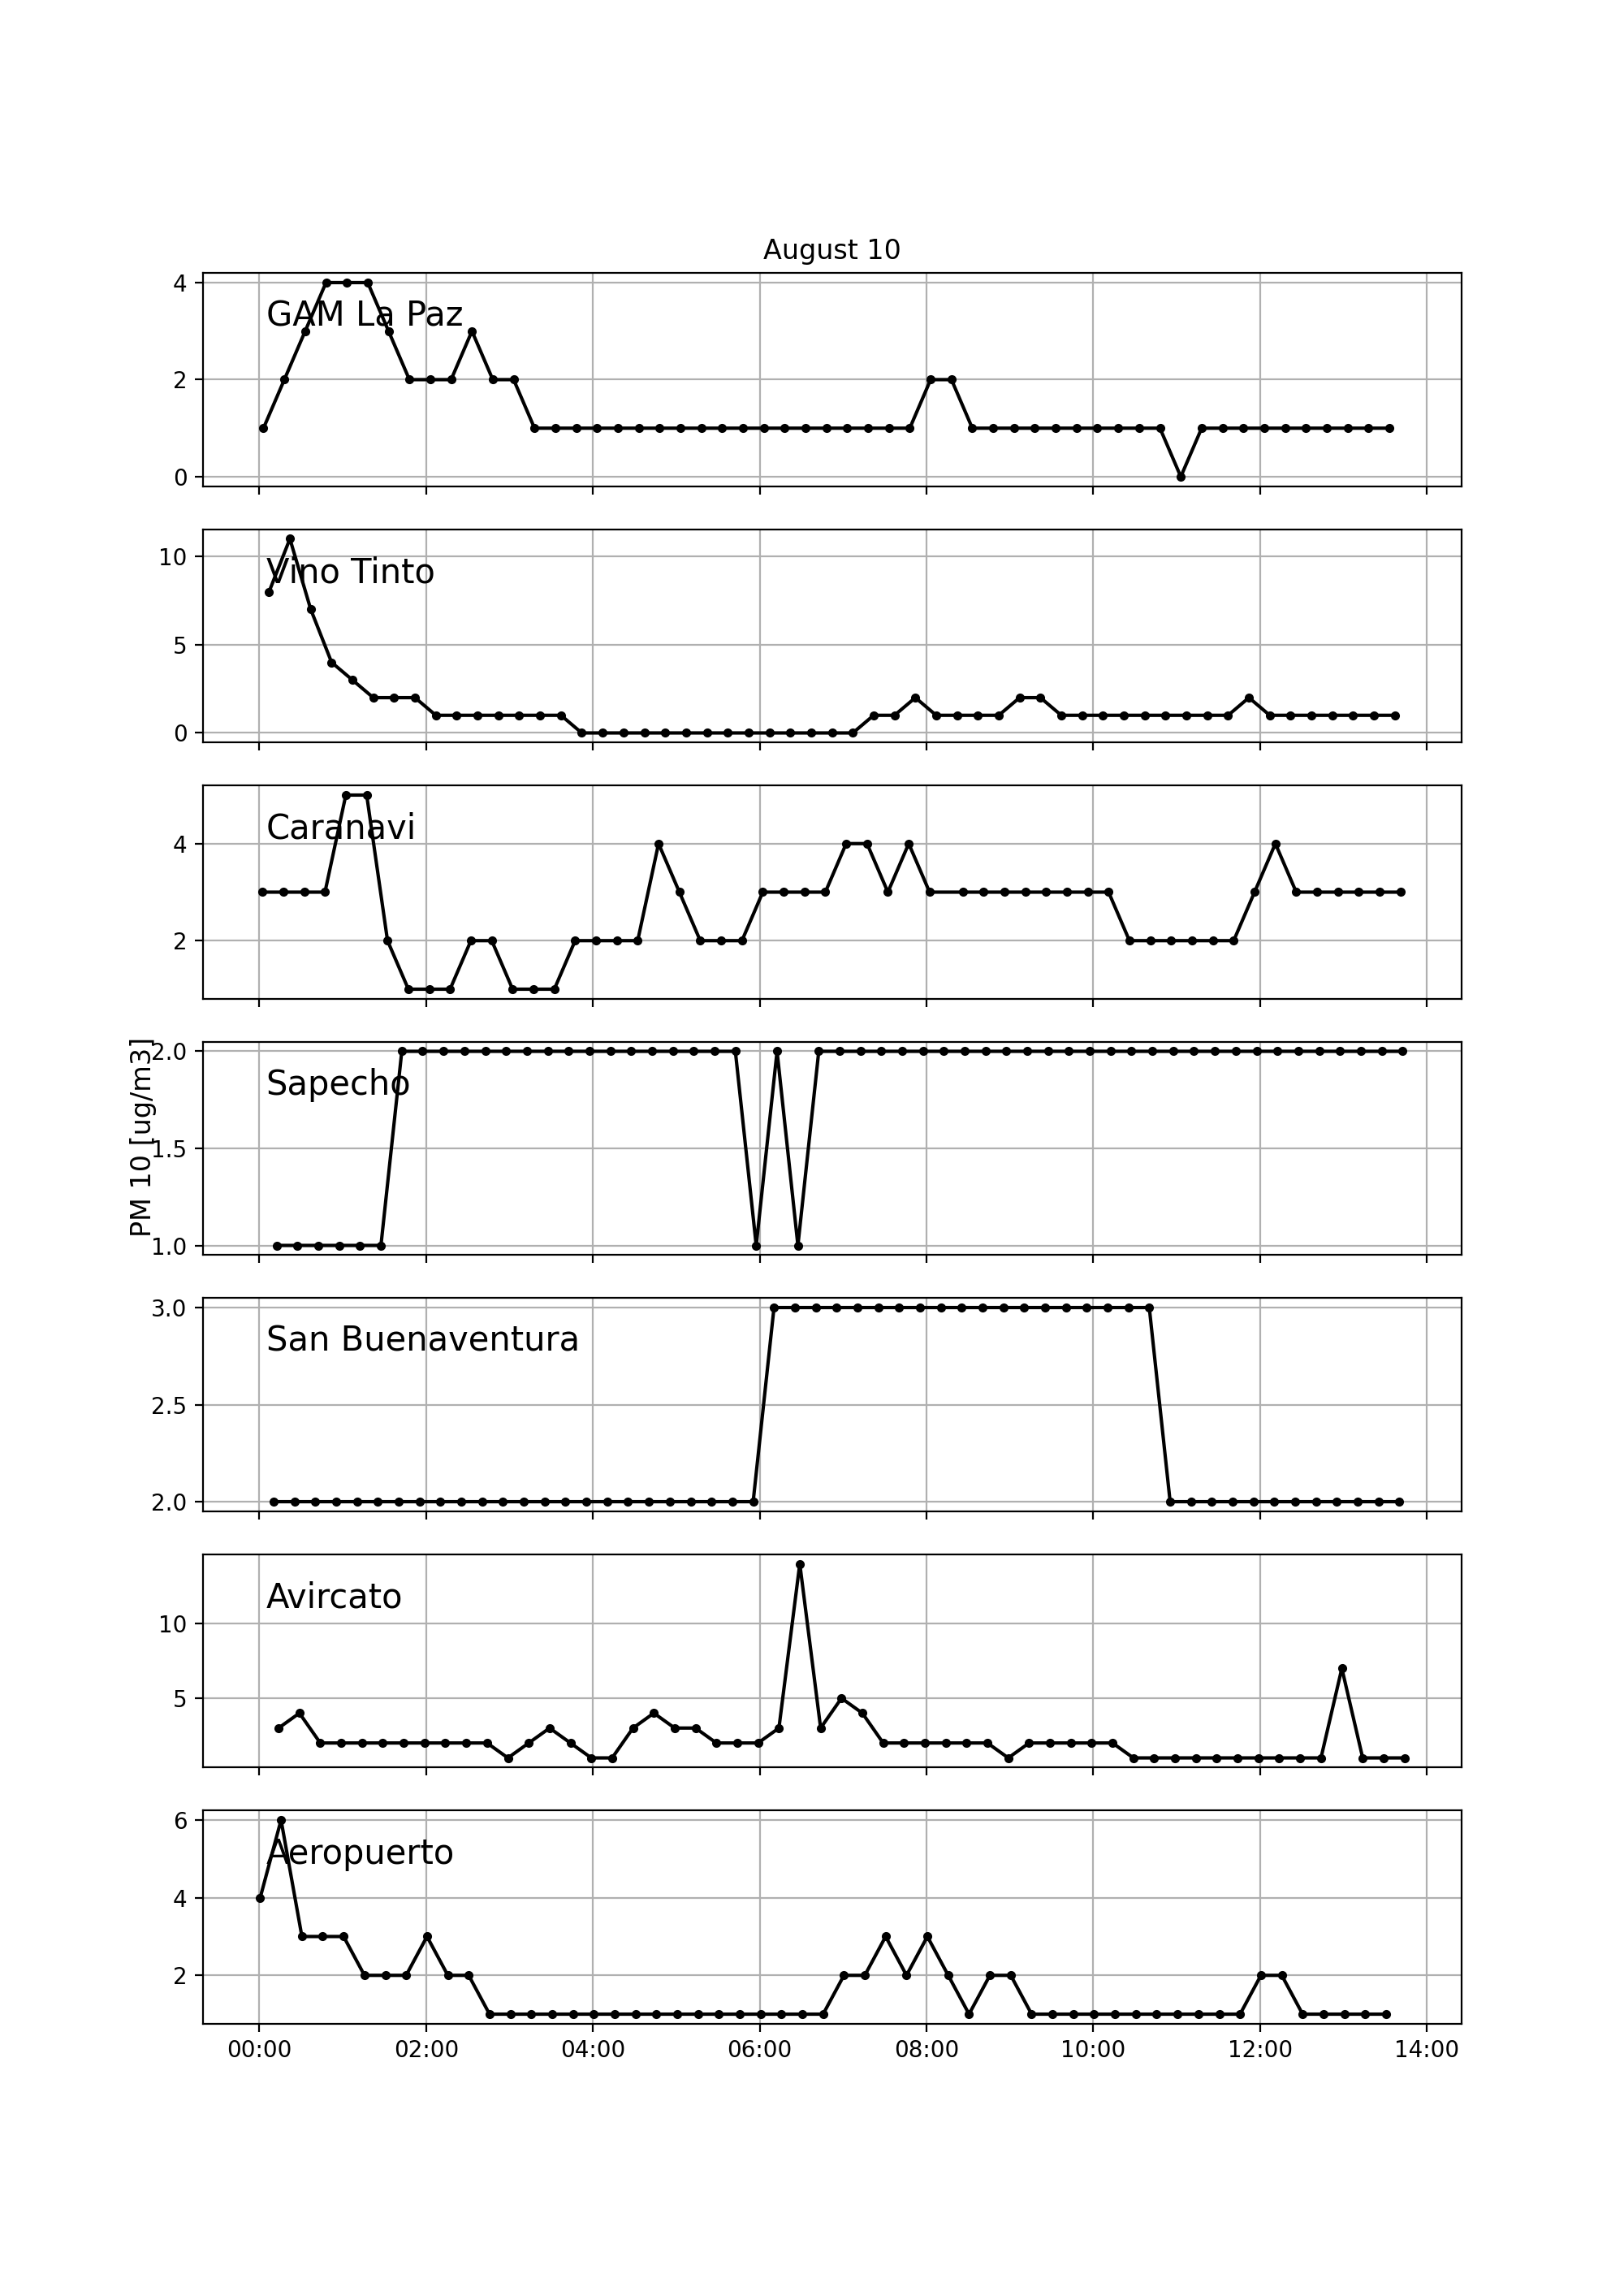 August 10
GAM La Paz
4
2
0
Vino Tinto
10
5
0
Caranavi
4
2
PM 10 [ug/m3]
Sapecho
2.0
1.5
1.0
San Buenaventura
3.0
2.5
2.0
Avircato
10
5
Aeropuerto
6
4
2
00:00 02:00 04:00 06:00 08:00 10:00 12:00 14:00